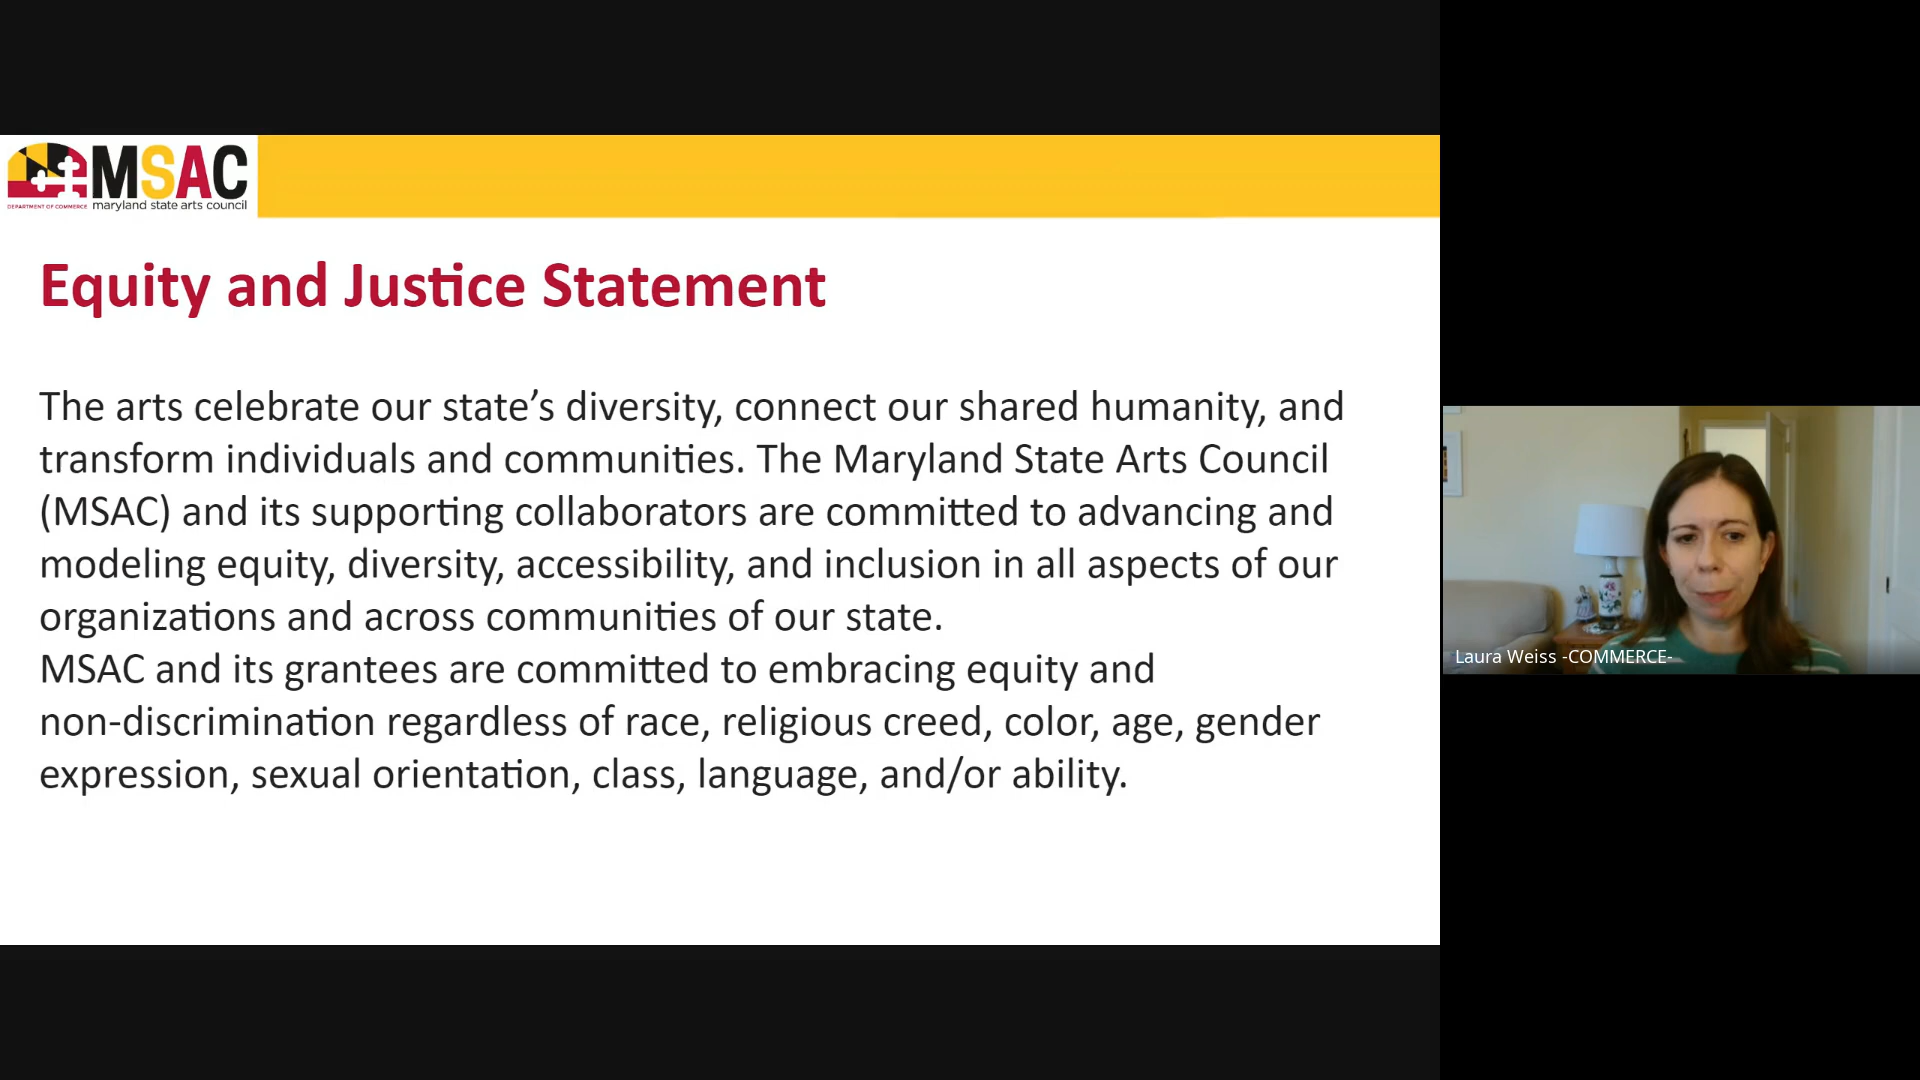 MSAC
DEPARTMENT OF COMMERCE maryland state arts council
Equity and Justice Statement
The arts celebrate our state’s diversity, connect our shared humanity, and
transform individuals and communities. The Maryland State Arts Council
(MSAC) and its supporting collaborators are committed to advancing and
modeling equity, diversity, accessibility, and inclusion in all aspects of our
organizations and across communities of our state.
MSAC and its grantees are committed to embracing equity and
non-discrimination regardless of race, religious creed, color, age, gender
expression, sexual orientation, class, language, and/or ability.
Laura Weiss -COMMERCE-